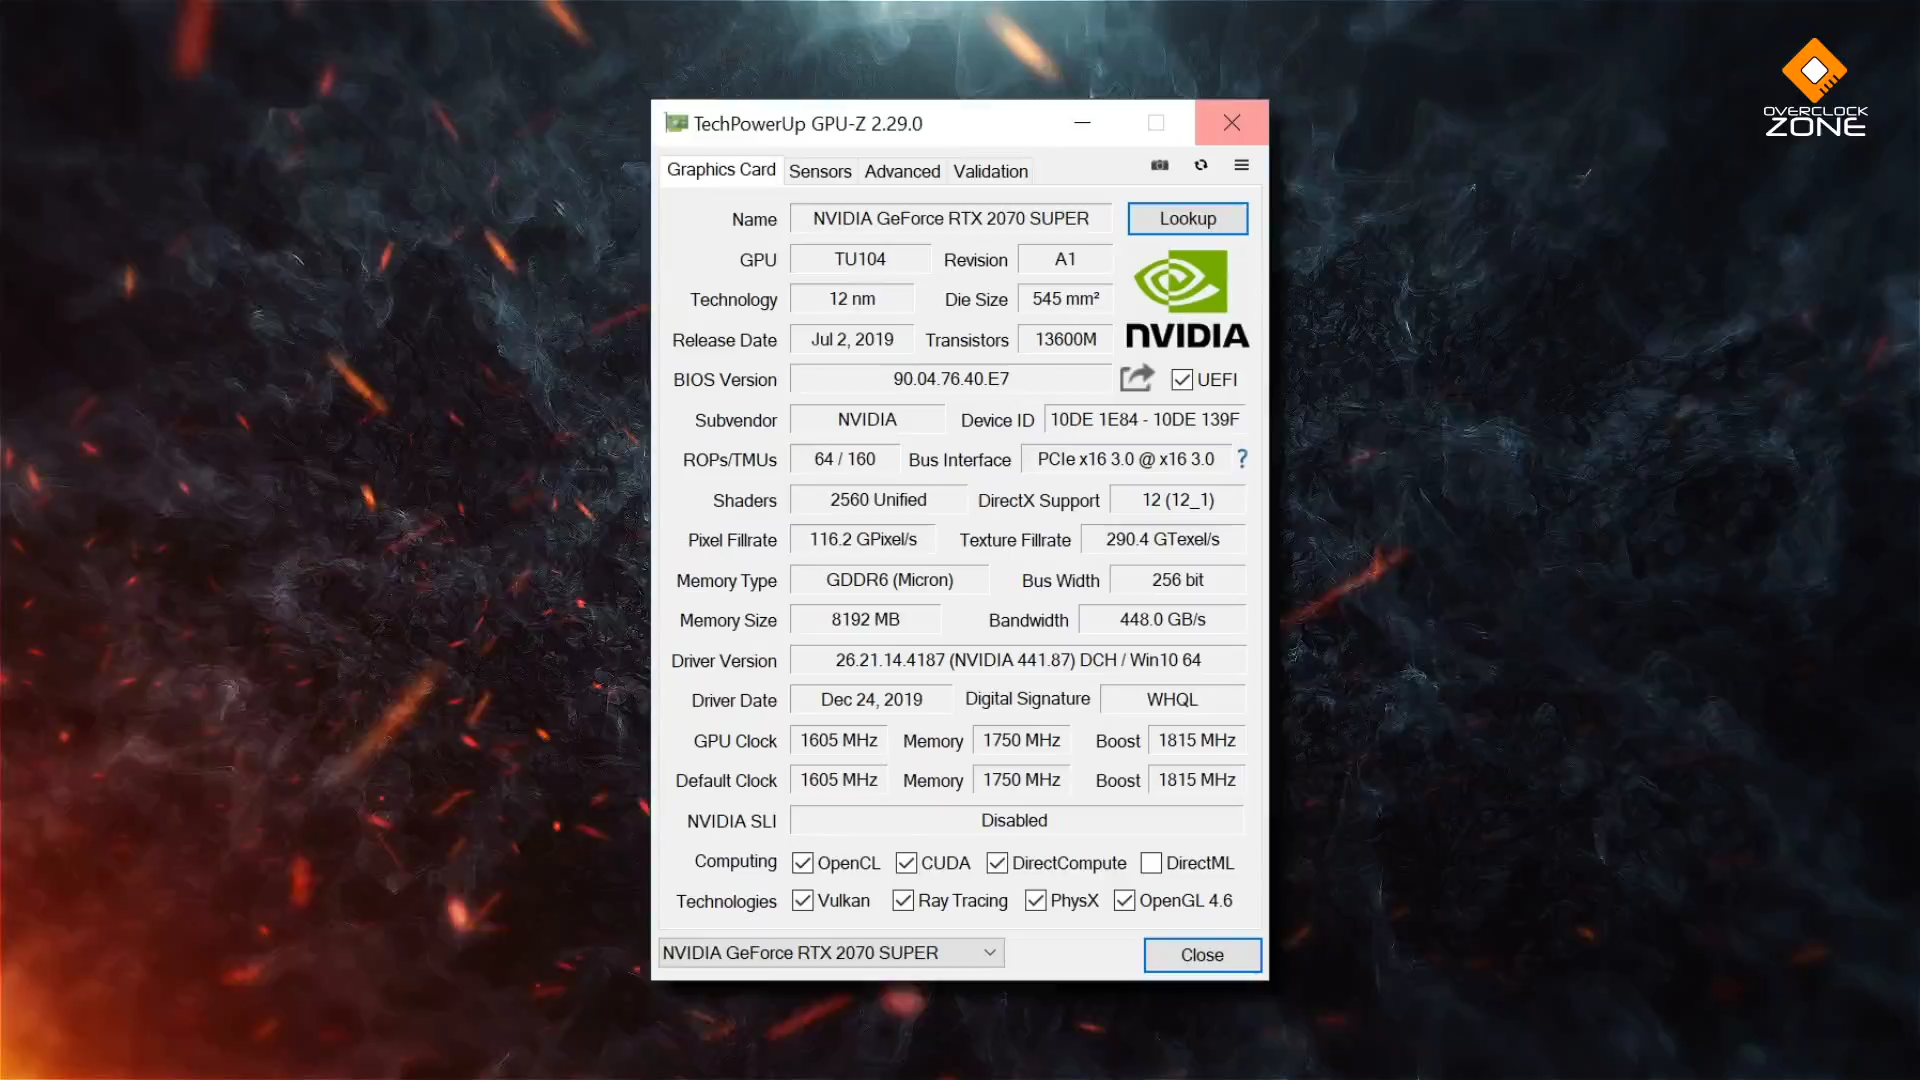 OVERCLOCK
ZONE
TechPowerUp GPU-Z 2.29.0
Graphics Card Sensors Advanced Validation
Name NVIDIA GeForce RTX 2070 SUPER Lookup
GPU TU104 Revision A1
Technology 12 nm Die Size 545 mm²
Release Date Jul 2, 2019 Transistors 13600M
NVIDIA
BIOS Version 90.04.76.40.E7 UEFI
Subvendor NVIDIA Device ID 10DE 1E84 - 10DE 139F
ROPs/TMUs 64 / 160 Bus Interface PCIe x16 3.0 @ x16 3.0 ?
Shaders 2560 Unified DirectX Support 12 (12_1)
Pixel Fillrate 116.2 GPixel/s Texture Fillrate 290.4 GTexel/s
Memory Type GDDR6 (Micron) Bus Width 256 bit
Memory Size 8192 MB Bandwidth 448.0 GB/s
Driver Version 26.21.14.4187 (NVIDIA 441.87) DCH / Win10 64
Driver Date Dec 24, 2019 Digital Signature WHQL
GPU Clock 1605 MHz Memory 1750 MHz Boost 1815 MHz
Default Clock 1605 MHz Memory 1750 MHz Boost 1815 MHz
NVIDIA SLI Disabled
Computing OpenCL CUDA DirectCompute DirectML
Technologies Vulkan Ray Tracing PhysX OpenGL 4.6
NVIDIA GeForce RTX 2070 SUPER Close